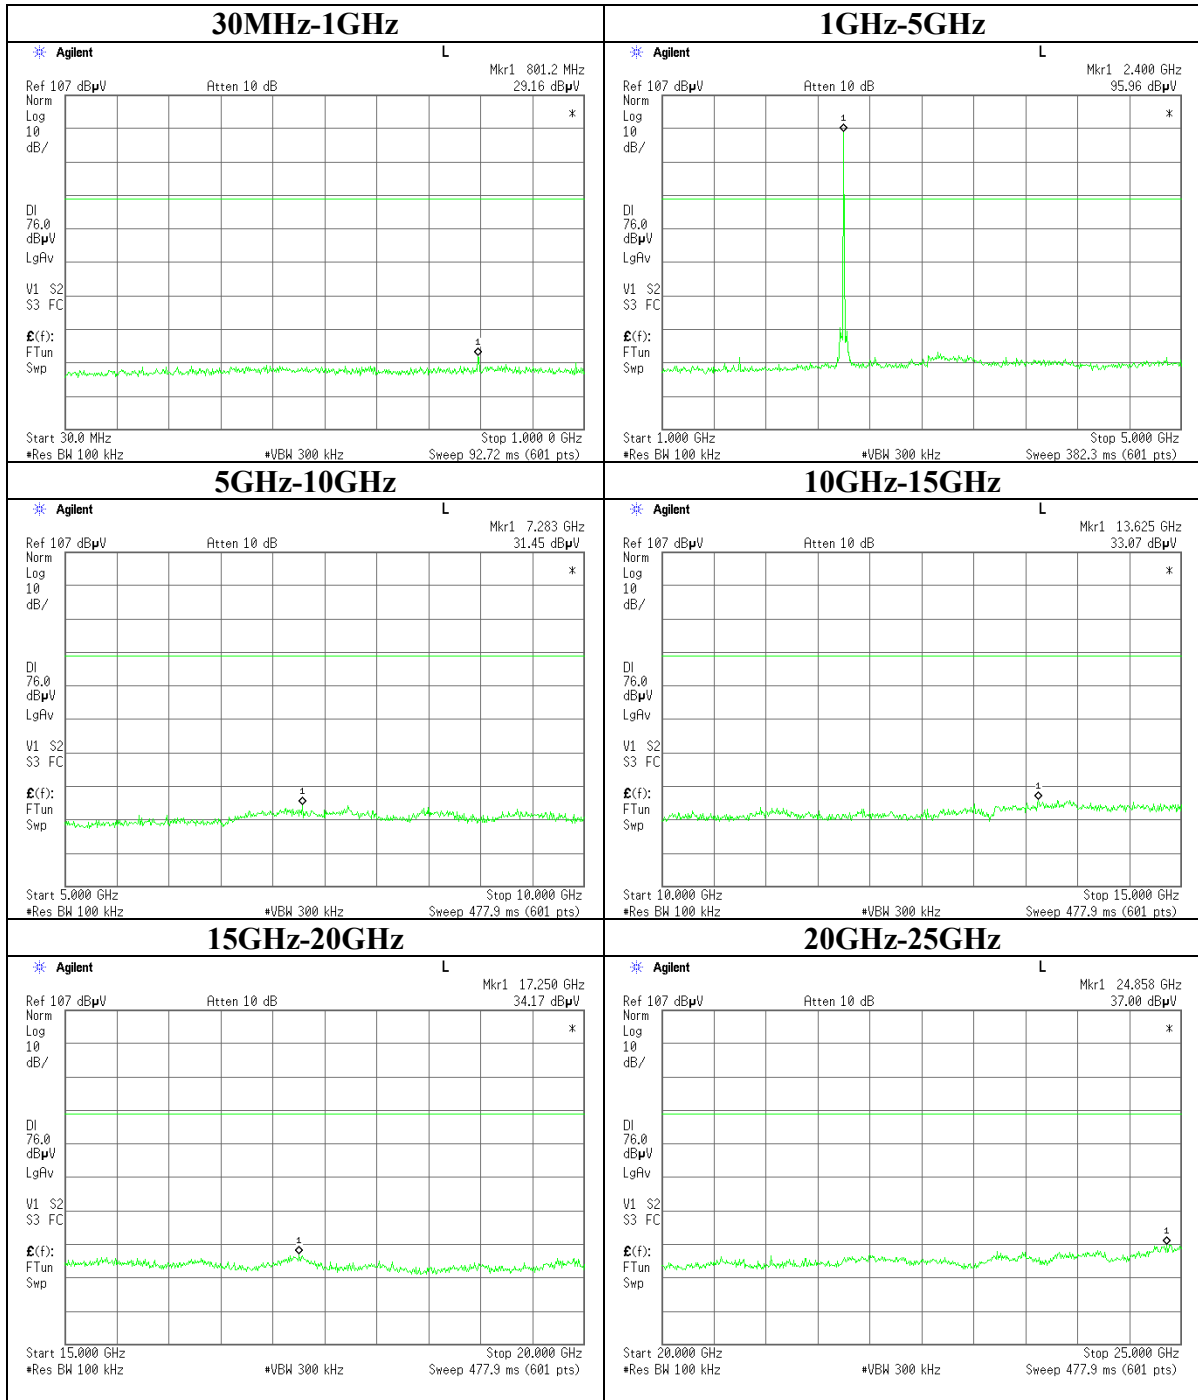 30MHz-1GHz
Agilent L
Mkr1 801.2 MHz
Ref 107 dBµV Atten 10 dB 29.16 dBµV
Norm
Log
10
dB/
*
1
DI
76.0
dBµV
LgAv
V1 S2
S3 FC
£(f):
FTun
Swp
1
Start 30.0 MHz Stop 1.000 0 GHz
#Res BW 100 kHz #VBW 300 kHz Sweep 92.72 ms (601 pts)
1GHz-5GHz
Agilent L
Mkr1 2.400 GHz
Ref 107 dBµV Atten 10 dB 95.96 dBµV
Norm
Log
10
dB/
*
1
DI
76.0
dBµV
LgAv
V1 S2
S3 FC
£(f):
FTun
Swp
Start 1.000 GHz Stop 5.000 GHz
#Res BW 100 kHz #VBW 300 kHz Sweep 382.3 ms (601 pts)
5GHz-10GHz
Agilent L
Mkr1 7.283 GHz
Ref 107 dBµV Atten 10 dB 31.45 dBµV
Norm
Log
10
dB/
*
DI
76.0
dBµV
LgAv
V1 S2
S3 FC
£(f):
FTun
Swp
1
Start 5.000 GHz Stop 10.000 GHz
#Res BW 100 kHz #VBW 300 kHz Sweep 477.9 ms (601 pts)
10GHz-15GHz
Agilent L
Mkr1 13.625 GHz
Ref 107 dBµV Atten 10 dB 33.07 dBµV
Norm
Log
10
dB/
*
DI
76.0
dBµV
LgAv
V1 S2
S3 FC
£(f):
FTun
Swp
1
Start 10.000 GHz Stop 15.000 GHz
#Res BW 100 kHz #VBW 300 kHz Sweep 477.9 ms (601 pts)
15GHz-20GHz
Agilent L
Mkr1 17.250 GHz
Ref 107 dBµV Atten 10 dB 34.17 dBµV
Norm
Log
10
dB/
*
DI
76.0
dBµV
LgAv
V1 S2
S3 FC
£(f):
FTun
Swp
1
Start 15.000 GHz Stop 20.000 GHz
#Res BW 100 kHz #VBW 300 kHz Sweep 477.9 ms (601 pts)
20GHz-25GHz
Agilent L
Mkr1 24.858 GHz
Ref 107 dBµV Atten 10 dB 37.00 dBµV
Norm
Log
10
dB/
*
DI
76.0
dBµV
LgAv
V1 S2
S3 FC
£(f):
FTun
Swp
1
Start 20.000 GHz Stop 25.000 GHz
#Res BW 100 kHz #VBW 300 kHz Sweep 477.9 ms (601 pts)